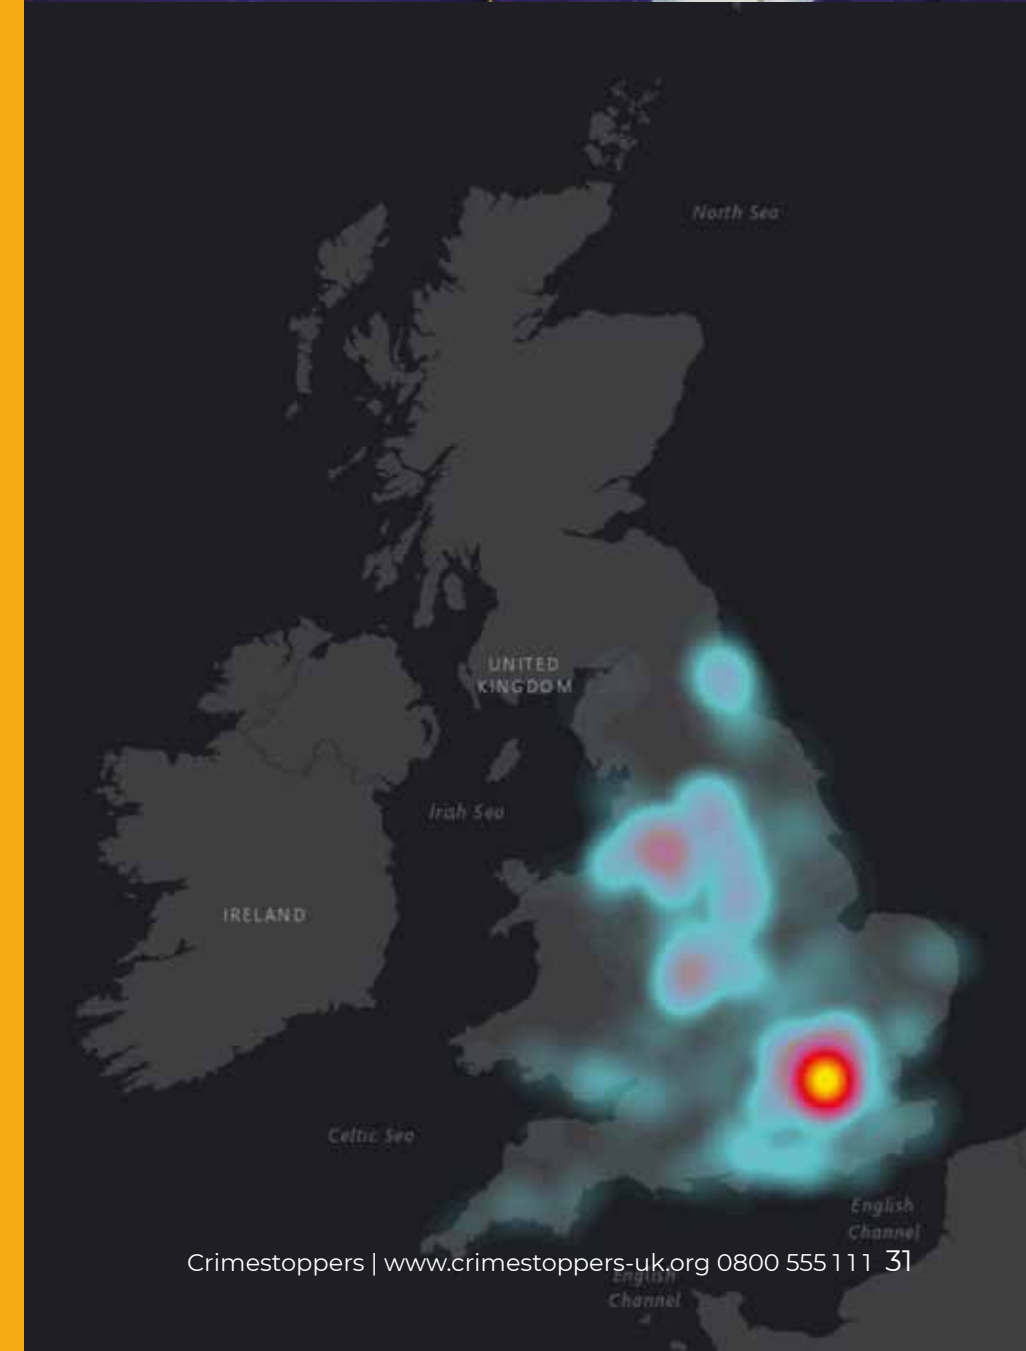 North Sea
UNITED
KINGDOM
Irish Sea
IRELAND
Celtic Sea
English
Channel
Crimestoppers | www.crimestoppers-uk.org 0800 555 111 31
English
Channel